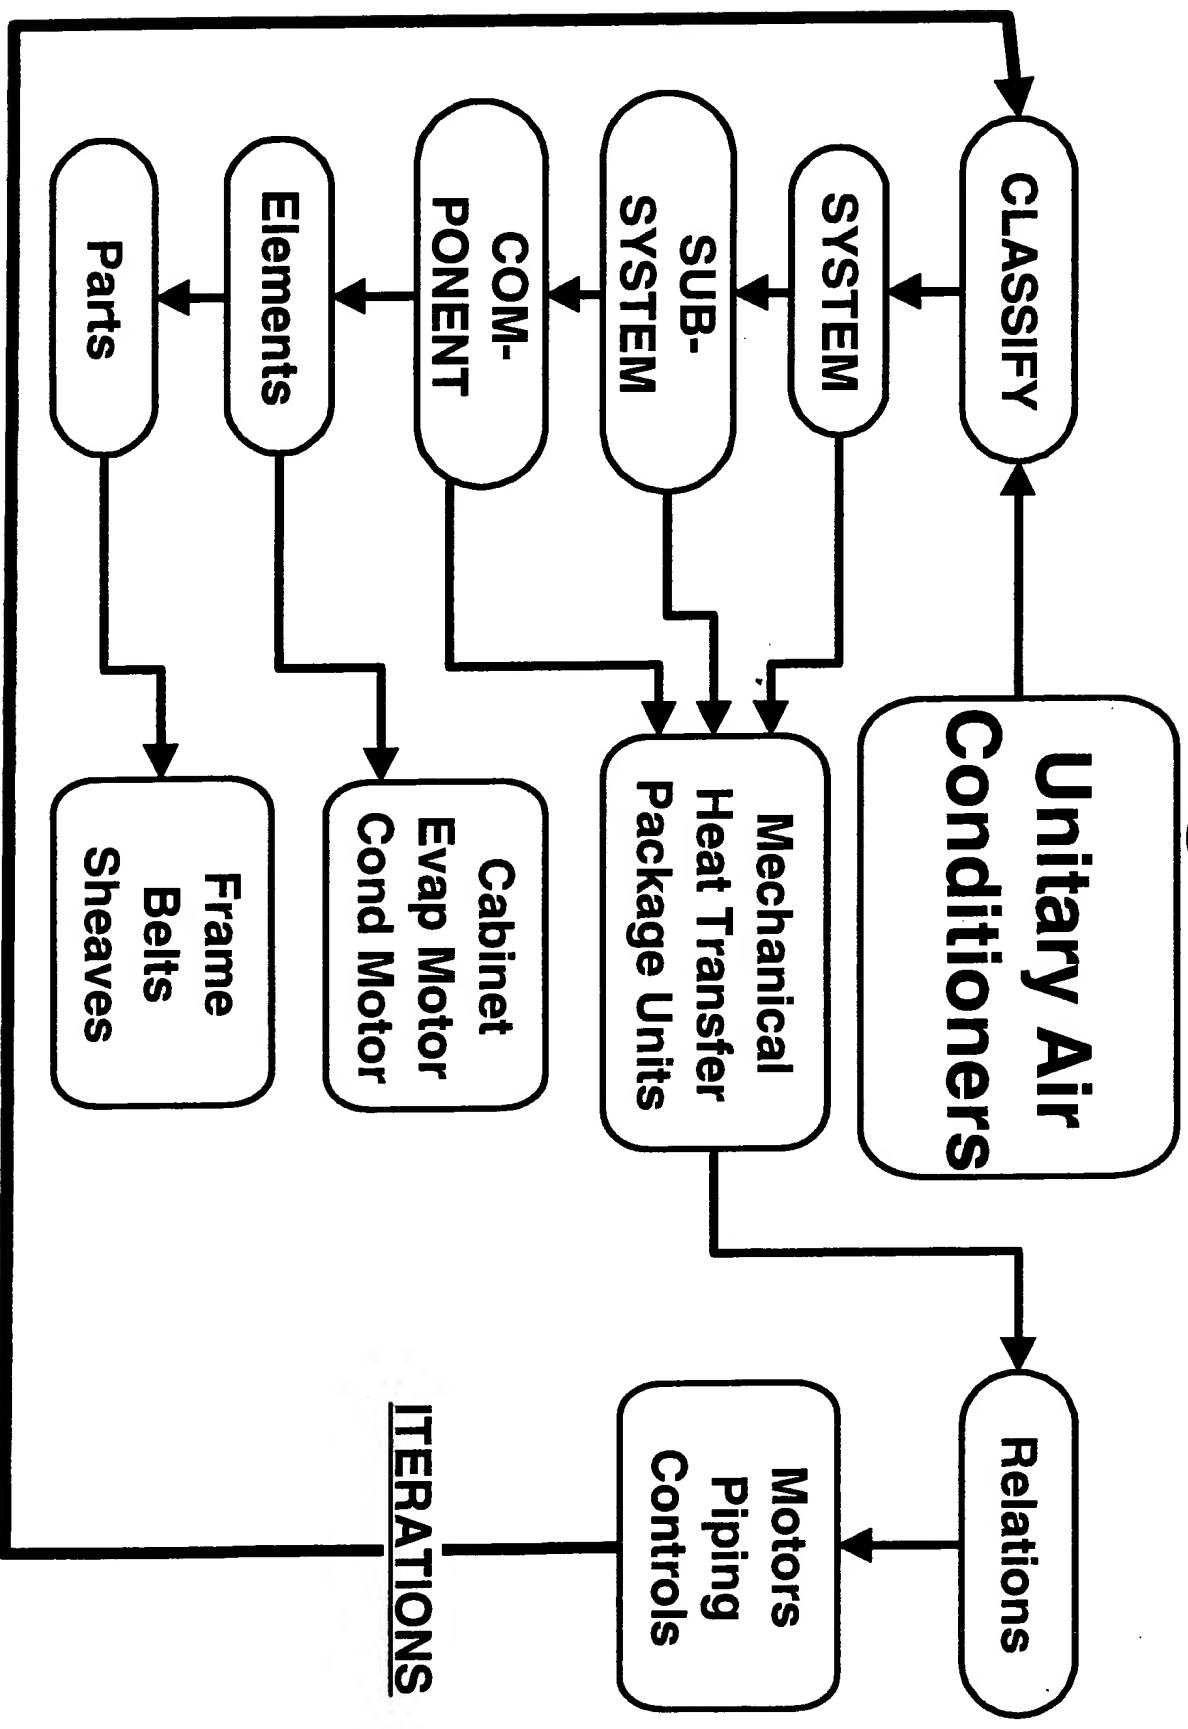 Unitary Air
Conditioners
CLASSIFY
SYSTEM
SUB-
SYSTEM
COM-
PONENT
Elements
Parts
Mechanical
Heat Transfer
Package Units
Cabinet
Evap Motor
Cond Motor
Frame
Belts
Sheaves
Relations
Motors
Piping
Controls
ITERATIONS